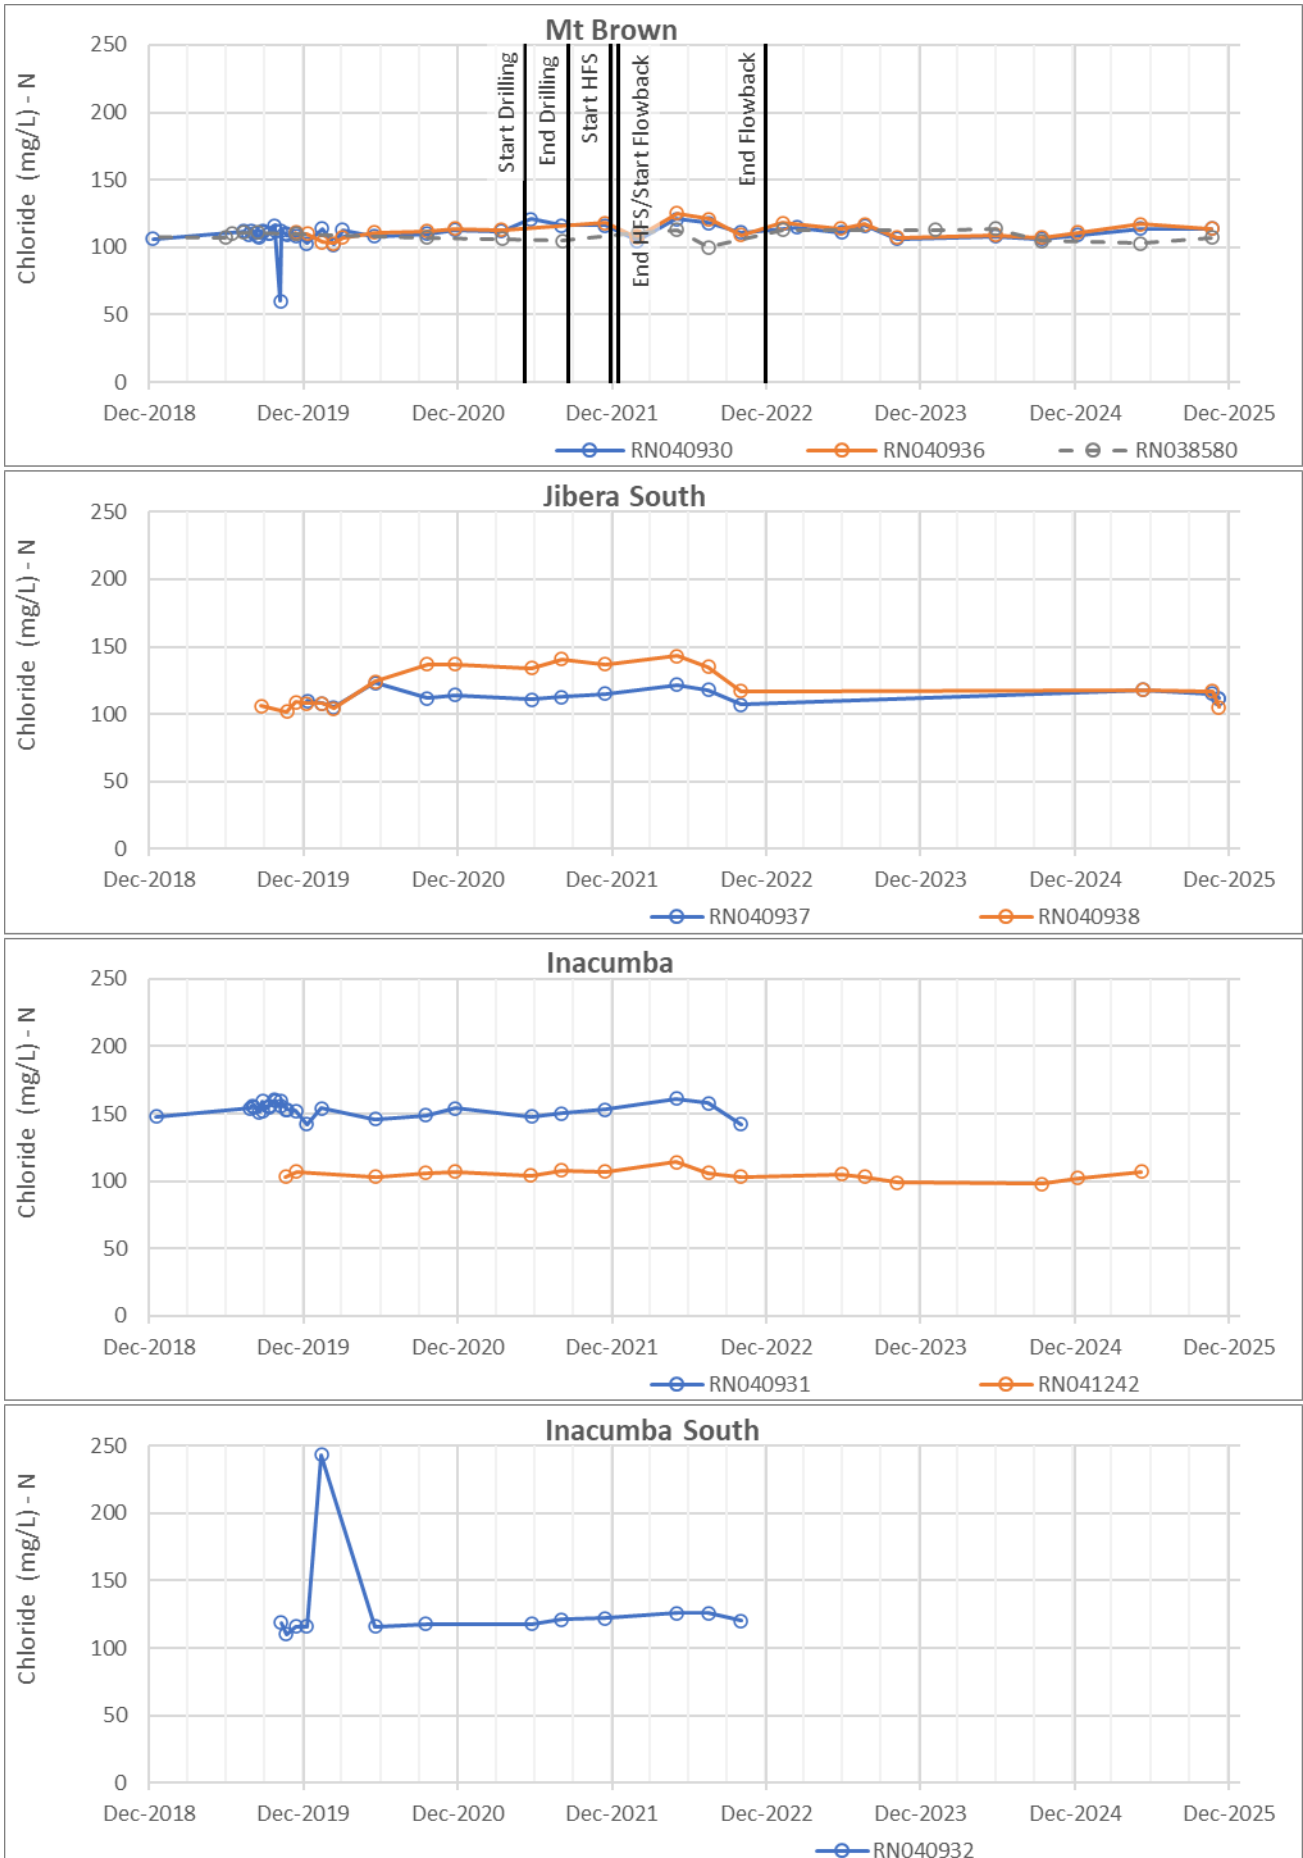 Mt Brown
Chloride (mg/L) - N
250
200
150
100
50
0
Start Drilling
End Drilling
Start HFS
End HFS/Start Flowback
End Flowback
Dec-2018 Dec-2019 Dec-2020 Dec-2021 Dec-2022 Dec-2023 Dec-2024 Dec-2025
RN040930 RN040936 RN038580
Jibera South
Chloride (mg/L) - N
250
200
150
100
50
0
Dec-2018 Dec-2019 Dec-2020 Dec-2021 Dec-2022 Dec-2023 Dec-2024 Dec-2025
RN040937 RN040938
Inacumba
Chloride (mg/L) - N
250
200
150
100
50
0
Dec-2018 Dec-2019 Dec-2020 Dec-2021 Dec-2022 Dec-2023 Dec-2024 Dec-2025
RN040931 RN041242
Inacumba South
Chloride (mg/L) - N
250
200
150
100
50
0
Dec-2018 Dec-2019 Dec-2020 Dec-2021 Dec-2022 Dec-2023 Dec-2024 Dec-2025
RN040932